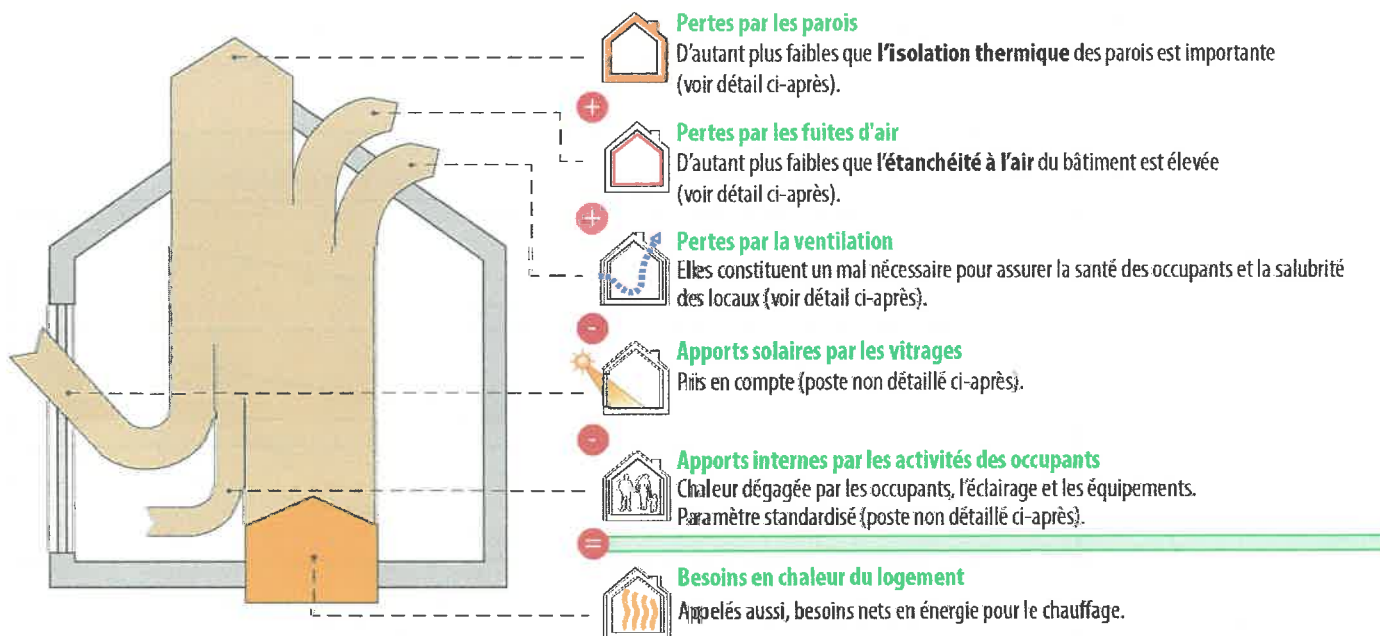 Pertes par les parois
D'autant plus faibles que l'isolation thermique des parois est importante
(voir détail ci-après).
+
Pertes par les fuites d'air
D'autant plus faibles que l'étanchéité à l'air du bâtiment est élevée
(voir détail ci-après).
+
Pertes par la ventilation
Elles constituent un mal nécessaire pour assurer la santé des occupants et la salubrité
des locaux (voir détail ci-après).
-
Apports solaires par les vitrages
Pris en compte (poste non détaillé ci-après).
-
Apports internes par les activités des occupants
Chaleur dégagée par les occupants, l'éclairage et les équipements.
Paramètre standardisé (poste non détaillé ci-après).
=
Besoins en chaleur du logement
Appelés aussi, besoins nets en énergie pour le chauffage.